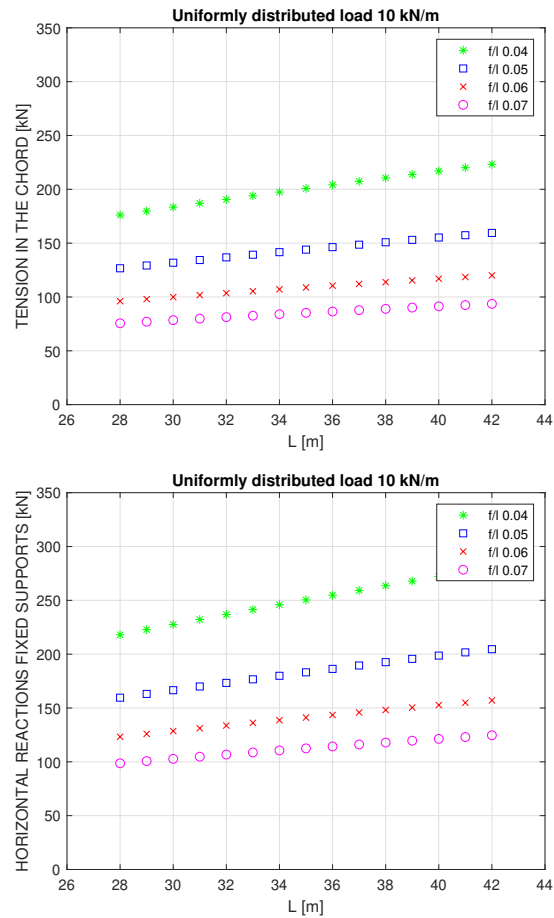 Uniformly distributed load 10 kN/m
350
300
250
200
150
100
50
0
TENSION IN THE CHORD [kN]
f/l 0.04
f/l 0.05
f/l 0.06
f/l 0.07
26 28 30 32 34 36 38 40 42 44
L [m]
Uniformly distributed load 10 kN/m
350
300
250
200
150
100
50
0
HORIZONTAL REACTIONS FIXED SUPPORTS [kN]
f/l 0.04
f/l 0.05
f/l 0.06
f/l 0.07
26 28 30 32 34 36 38 40 42 44
L [m]